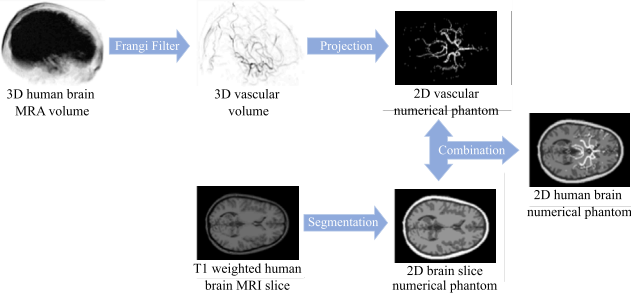 Frangi Filter
Projection
3D human brain
MRA volume
3D vascular
volume
2D vascular
numerical phantom
Combination
2D human brain
numerical phantom
Segmentation
T1 weighted human
brain MRI slice
2D brain slice
numerical phantom